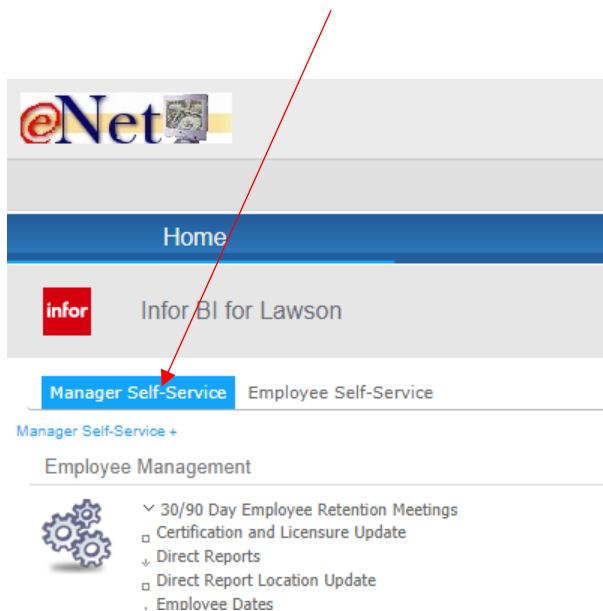 eNet
Home
infor
Infor BI for Lawson
Manager Self-Service Employee Self-Service
Manager Self-Service +
Employee Management
30/90 Day Employee Retention Meetings
Certification and Licensure Update
Direct Reports
Direct Report Location Update
Employee Dates